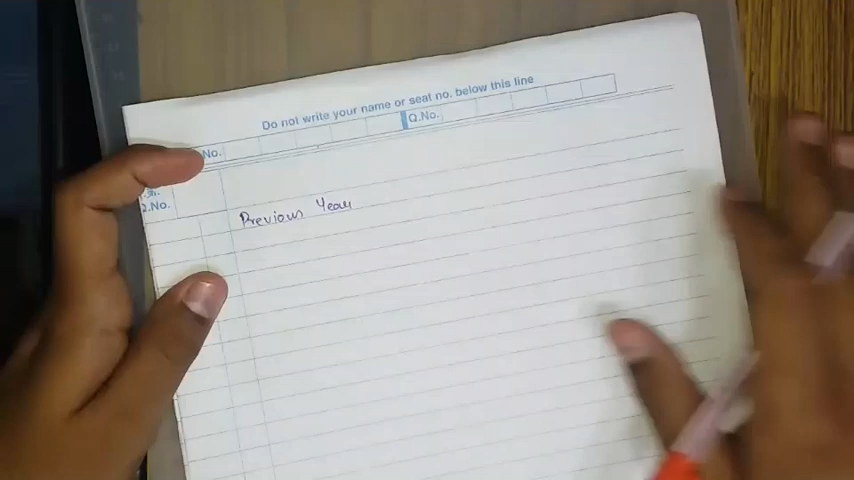 Do not write your name or seat no. below this line
No.
Q.No.
Q.No.
Previous Year